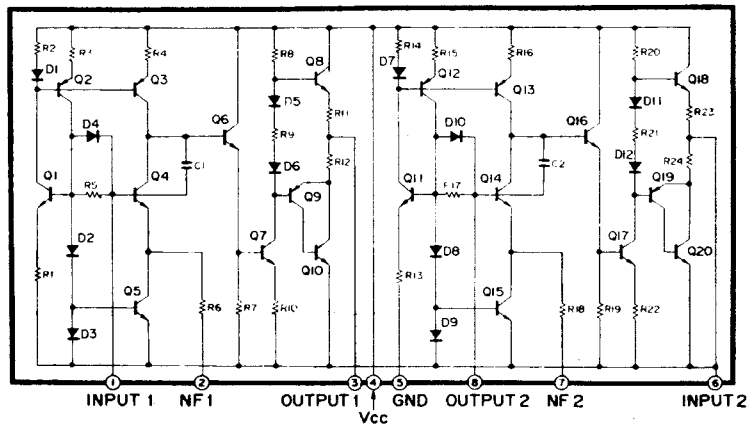 R2 R3 R4 R8 Q8 R14 R15 R16 R20 Q18
D1 Q2 Q3 D7 Q12 Q13
D5 R11 D11 R23
D4 Q6 D10 Q16
R9 R12 R21 R24
C1 D6 C2 D12
Q1 R5 Q4 Q9 Q11 R17 Q14 Q19
D2 Q7 Q10 D8 Q17 Q20
R1 Q5 R13 Q15
D3 R6 R7 R10 D9 R18 R19 R22
1 2 3 4 5 8 7 6
INPUT 1 NF1 OUTPUT 1 GND OUTPUT 2 NF 2 INPUT 2
Vcc